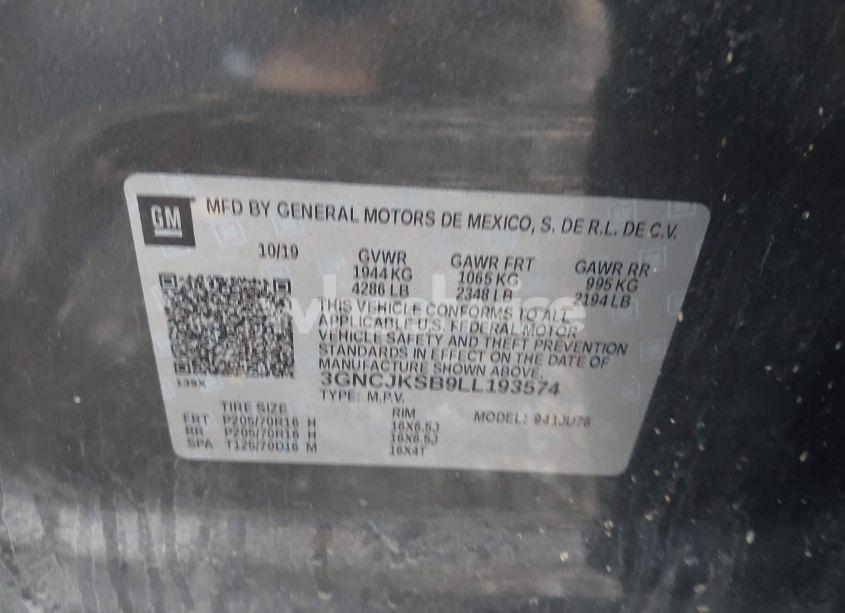 GM
MFD BY GENERAL MOTORS DE MEXICO, S. DE R.L. DE C.V.
10/19 GVWR GAWR FRT GAWR RR
1944 KG 1065 KG 995 KG
4286 LB 2348 LB 2194 LB
THIS VEHICLE CONFORMS TO ALL
APPLICABLE U.S. FEDERAL MOTOR
VEHICLE SAFETY AND THEFT PREVENTION
STANDARDS IN EFFECT ON THE DATE OF
MANUFACTURE SHOWN ABOVE.
139X 3GNCJKSB9LL193574
TYPE: M.P.V.
TIRE SIZE RIM MODEL: 941JU76
FRT P205/70R16 H 16X6.5J
RR P205/70R16 H 16X6.5J
SPA T125/70D16 M 16X4T